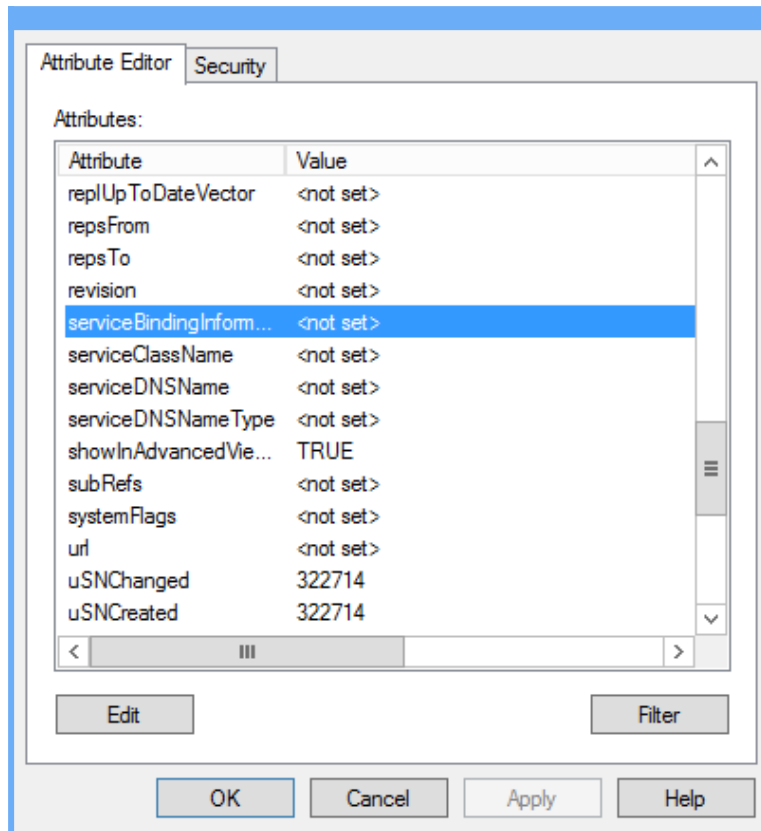 Attribute Editor Security
Attributes:
Attribute Value
replUpToDateVector <not set>
repsFrom <not set>
repsTo <not set>
revision <not set>
serviceBindingInform... <not set>
serviceClassName <not set>
serviceDNSName <not set>
serviceDNSNameType <not set>
showInAdvancedVie... TRUE
subRefs <not set>
systemFlags <not set>
url <not set>
uSNChanged 322714
uSNCreated 322714
Edit Filter
OK Cancel Apply Help